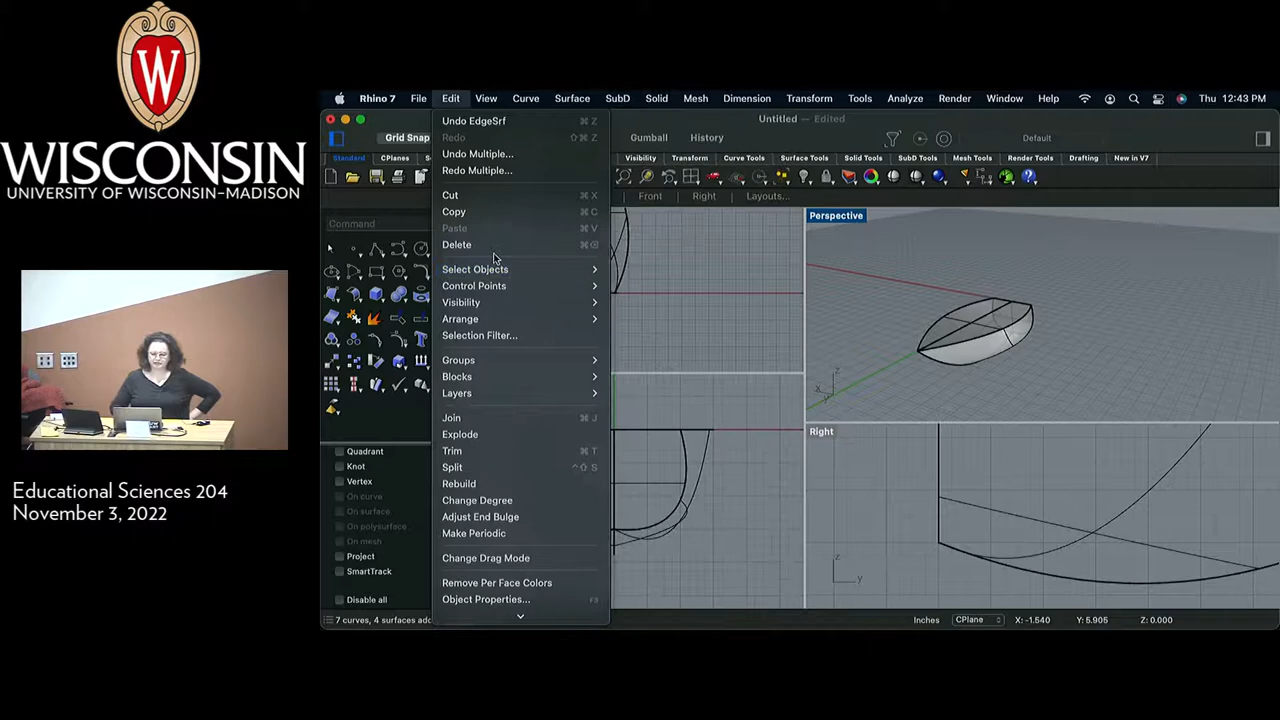 W
WISCONSIN
UNIVERSITY OF WISCONSIN-MADISON
Educational Sciences 204
November 3, 2022
Rhino 7 File Edit View Curve Surface SubD Solid Mesh Dimension Transform Tools Analyze Render Window Help Thu 12:43 PM
Untitled — Edited
Grid Snap Gumball History Default
Standard CPlanes Visibility Transform Curve Tools Surface Tools Solid Tools SubD Tools Mesh Tools Render Tools Drafting New in V7
Front Right Layouts...
Command
Undo EdgeSrf ⌘ Z
Redo ⇧⌘ Z
Undo Multiple...
Redo Multiple...
Cut ⌘ X
Copy ⌘ C
Paste ⌘ V
Delete ⌘⌫
Select Objects
Control Points
Visibility
Arrange
Selection Filter...
Groups
Blocks
Layers
Join ⌘ J
Explode
Trim ⌘ T
Split ⌃⇧ S
Rebuild
Change Degree
Adjust End Bulge
Make Periodic
Change Drag Mode
Remove Per Face Colors
Object Properties... F3
Perspective
z
x
y
Right
z
y
Quadrant
Knot
Vertex
On curve
On surface
On polysurface
On mesh
Project
SmartTrack
Disable all
7 curves, 4 surfaces add
Inches CPlane X: -1.540 Y: 5.905 Z: 0.000